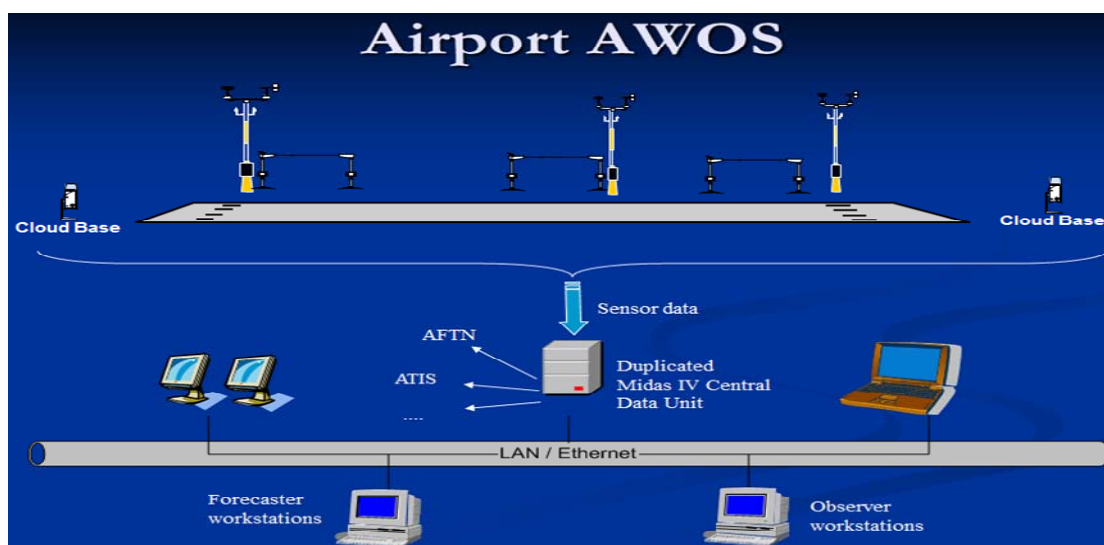 Airport AWOS
Cloud Base
Cloud Base
Sensor data
AFTN
ATIS
....
Duplicated
Midas IV Central
Data Unit
LAN / Ethernet
Forecaster
workstations
Observer
workstations